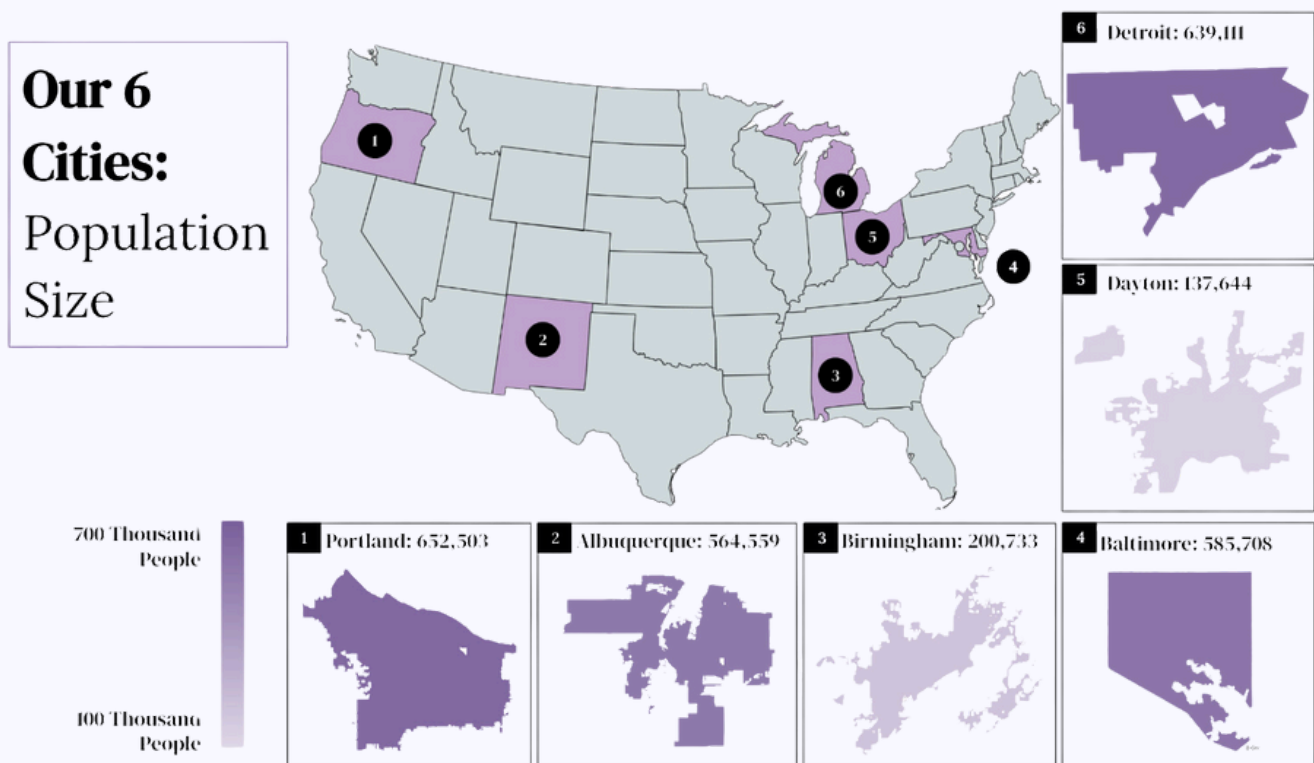 Our 6
Cities:
Population
Size
1
2
3
4
5
6
6 Detroit: 639,111
5 Dayton: 137,644
700 Thousand
People
100 Thousand
People
1 Portland: 652,503
2 Albuquerque: 564,559
3 Birmingham: 200,733
4 Baltimore: 585,708